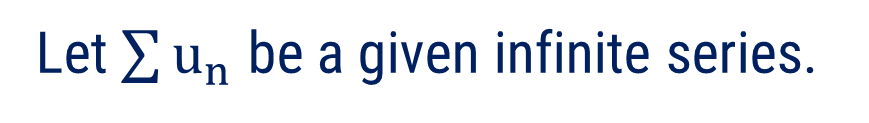 Let ∑ uₙ be a given infinite series.